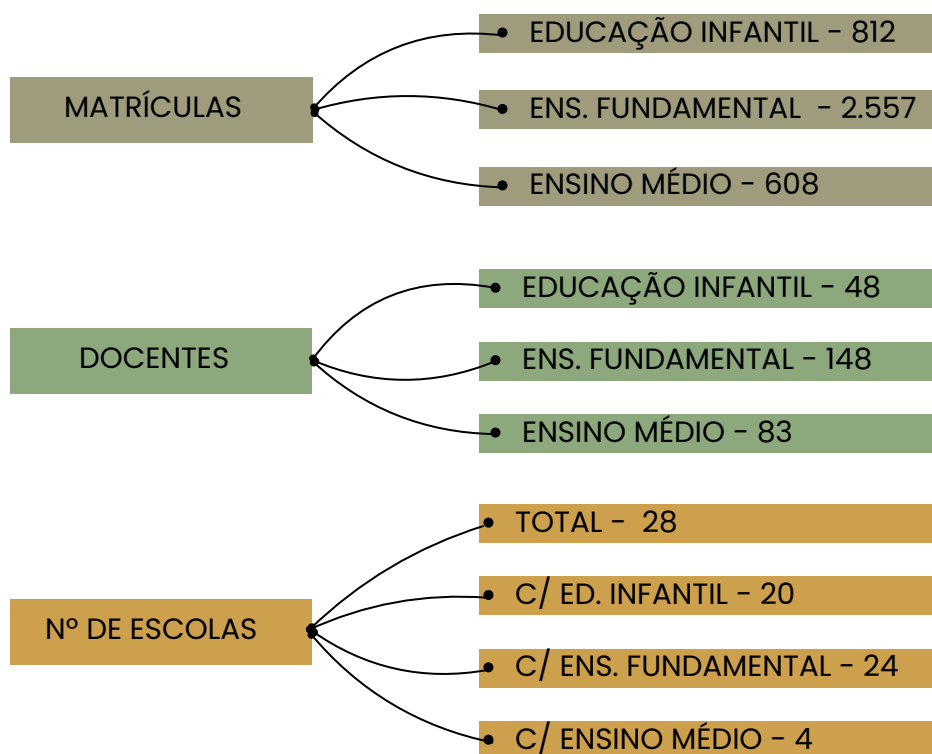 MATRÍCULAS
EDUCAÇÃO INFANTIL - 812
ENS. FUNDAMENTAL - 2.557
ENSINO MÉDIO - 608
DOCENTES
EDUCAÇÃO INFANTIL - 48
ENS. FUNDAMENTAL - 148
ENSINO MÉDIO - 83
Nº DE ESCOLAS
TOTAL - 28
C/ ED. INFANTIL - 20
C/ ENS. FUNDAMENTAL - 24
C/ ENSINO MÉDIO - 4